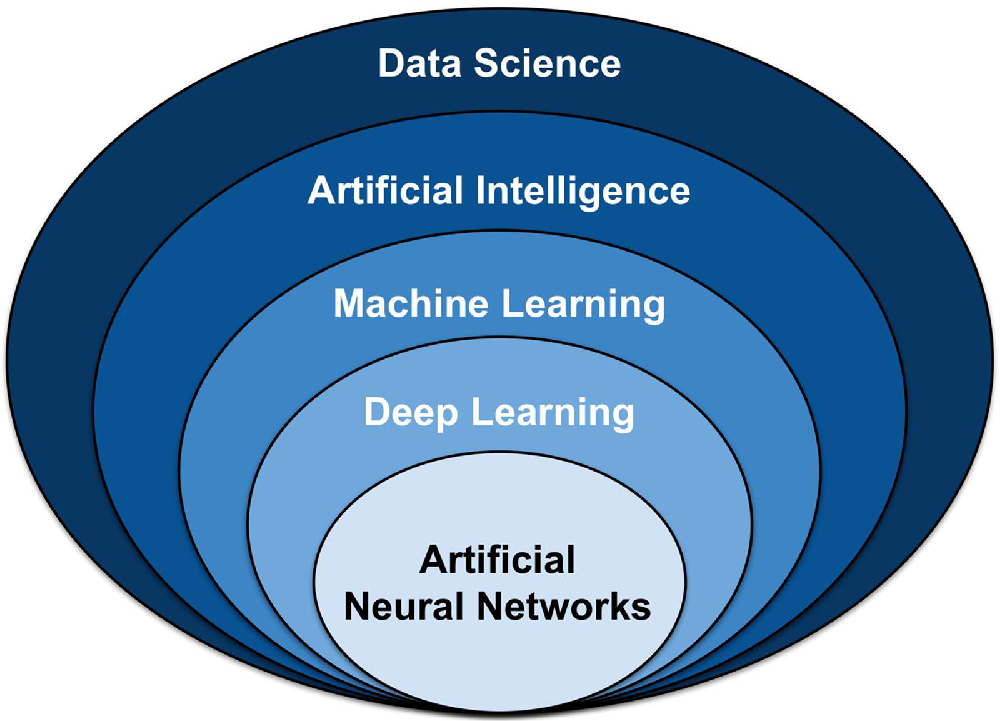 Data Science
Artificial Intelligence
Machine Learning
Deep Learning
Artificial
Neural Networks